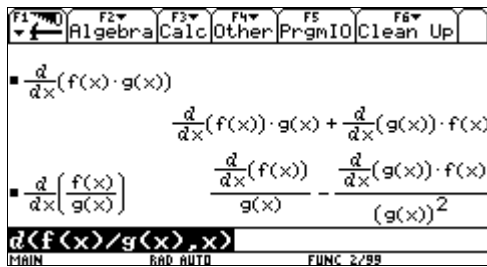 F1 F2 Algebra F3 Calc F4 Other F5 PrgmIO F6 Clean Up
d/dx(f(x)·g(x))
d/dx(f(x))·g(x) + d/dx(g(x))·f(x)
d/dx(f(x)/g(x)) d/dx(f(x))/g(x) − d/dx(g(x))·f(x)/(g(x))²
d(f(x)/g(x),x)
MAIN RAD AUTO FUNC 2/99